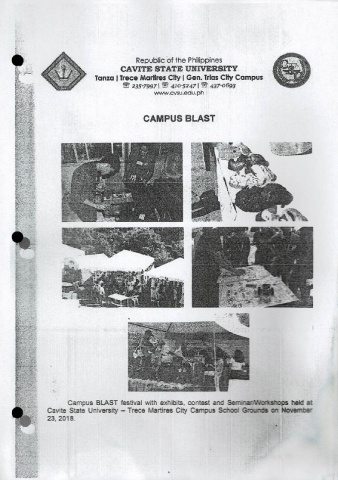 Republic of the Philippines
CAVITE STATE UNIVERSITY
Tanza | Trece Martires City | Gen. Trias City Campus
☏ 235-7997 | ☏ 410-5247 | ☏ 437-0693
www.cvsu.edu.ph
CAMPUS BLAST
Campus BLAST festival with exhibits, contest and Seminar/Workshops held at
Cavite State University – Trece Martires City Campus School Grounds on November
23, 2018.